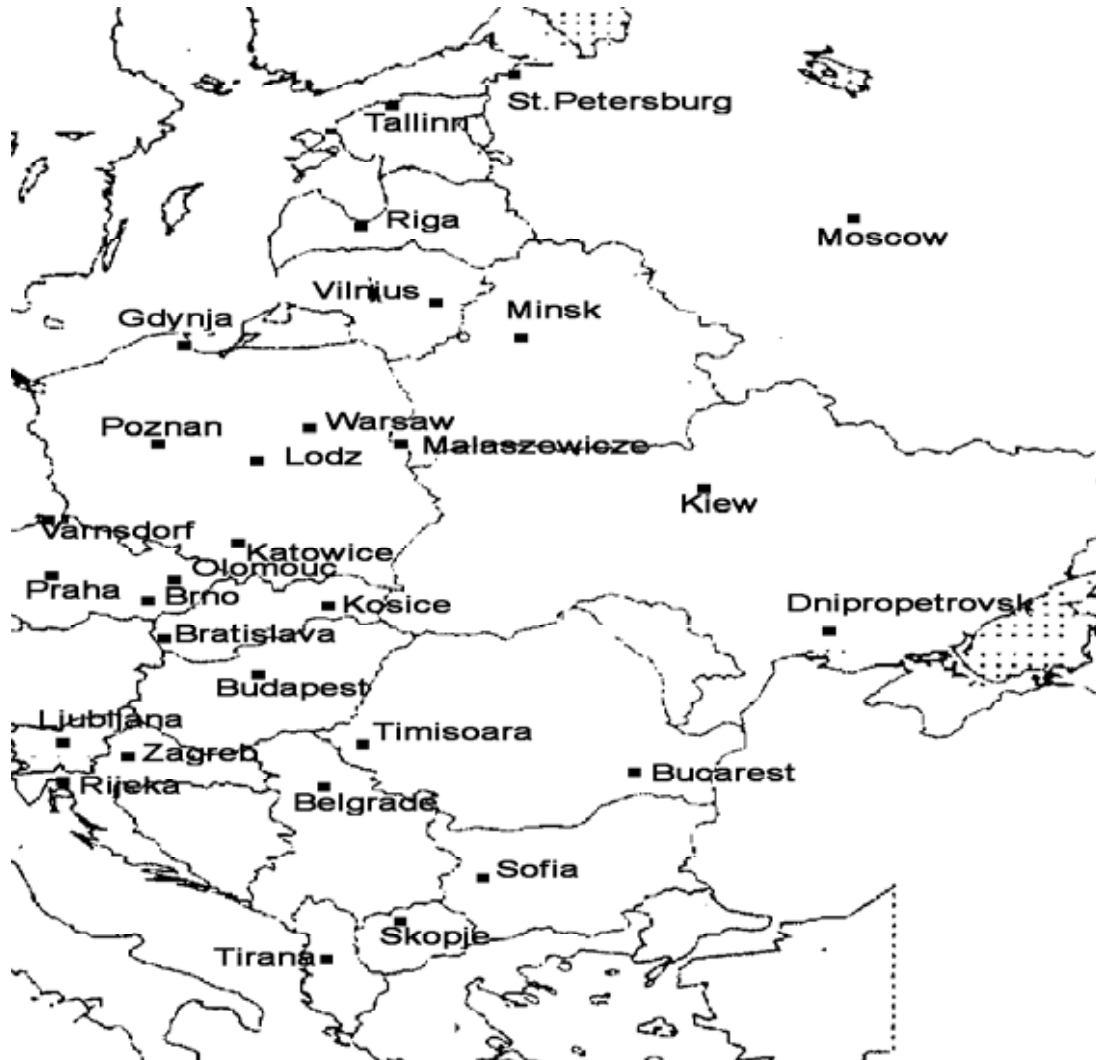 St.Petersburg
Tallinn
Riga
Moscow
Vilnius
Minsk
Gdynja
Warsaw
Poznan
Malaszewicze
Lodz
Kiew
Varnsdorf
Katowice
Olomouc
Praha
Brno
Kosice
Dnipropetrovsk
Bratislava
Budapest
Ljubljana
Timisoara
Zagreb
Bucarest
Rijeka
Belgrade
Sofia
Skopje
Tirana